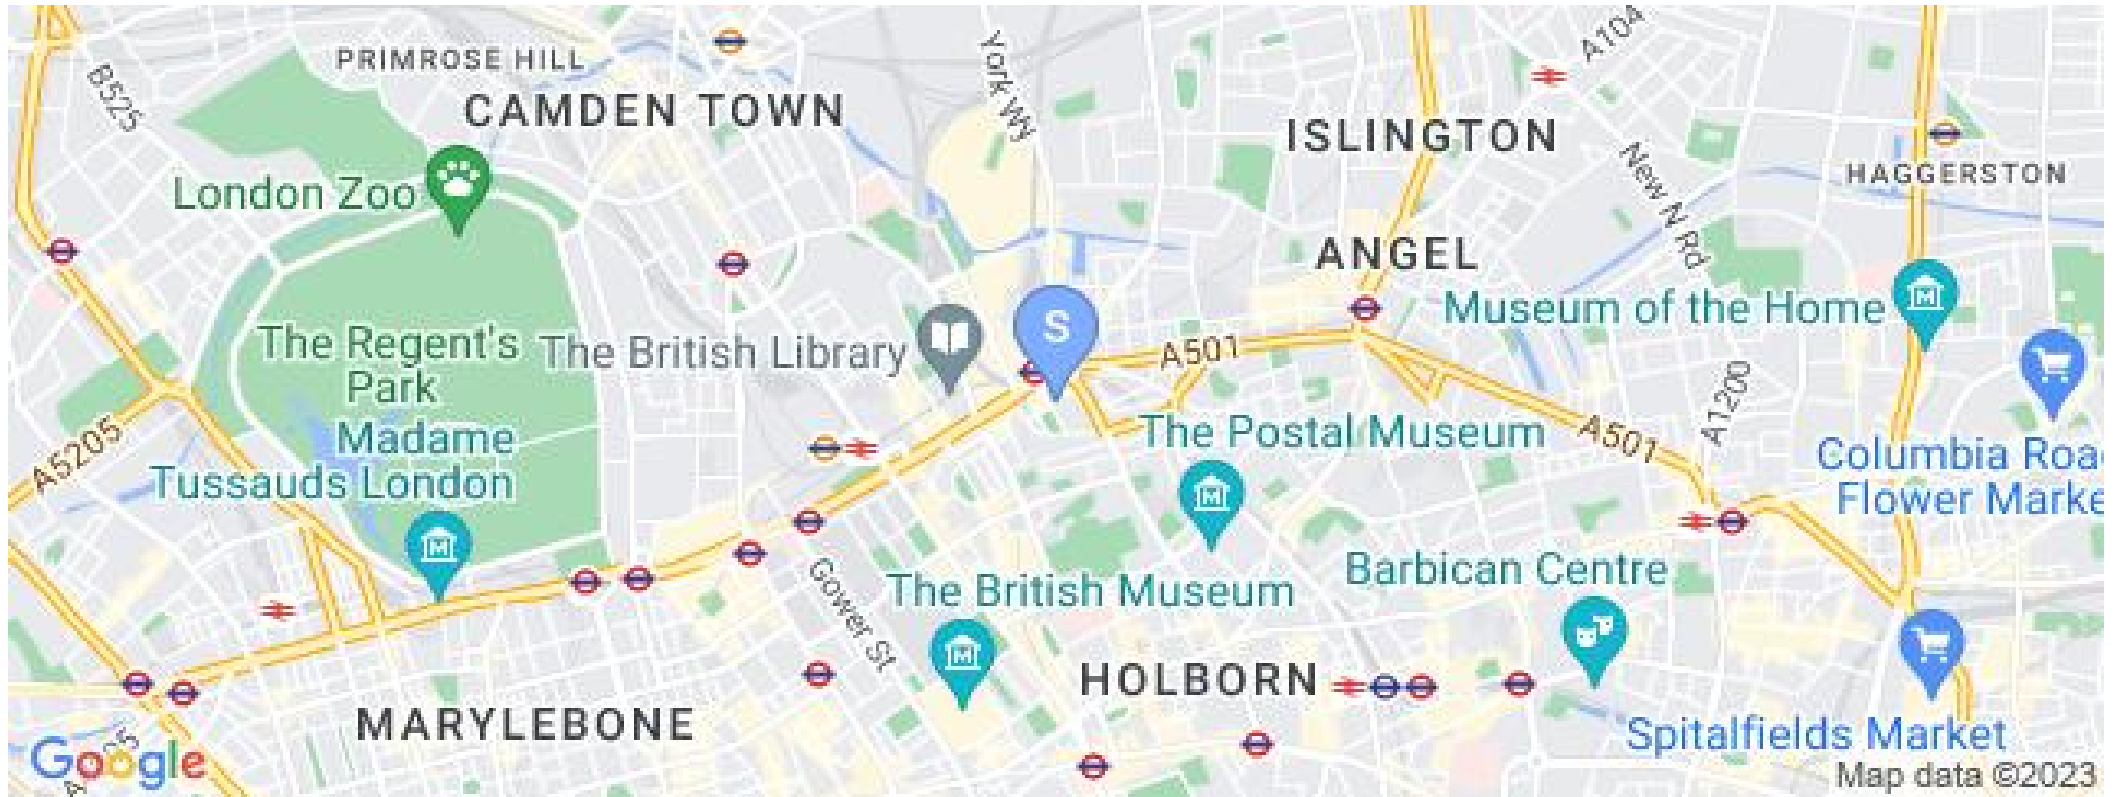 A104
PRIMROSE HILL
York Wy
B525
CAMDEN TOWN
ISLINGTON
New N Rd
HAGGERSTON
London Zoo
ANGEL
Museum of the Home
S
The Regent's
Park
The British Library
A501
A1200
Madame
Tussauds London
The Postal Museum
A501
A5205
Columbia Roa
Flower Marke
Gower St
The British Museum
Barbican Centre
HOLBORN
MARYLEBONE
Spitalfields Market
Google
Map data ©2023